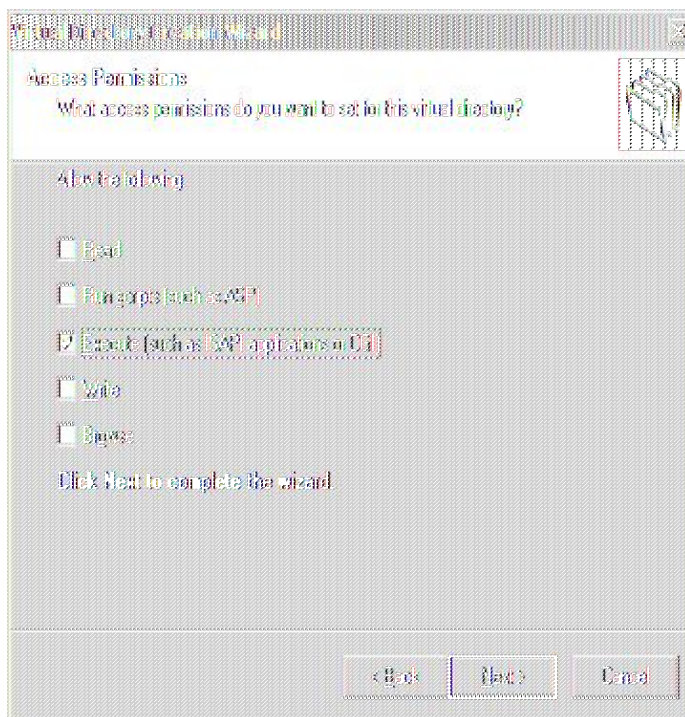 Virtual Directory Creation Wizard
Access Permissions
What access permissions do you want to set for this virtual directory?
Allow the following
Read
Run scripts (such as ASP)
Execute (such as ISAPI applications or CGI)
Write
Browse
Click Next to complete the wizard.
< Back
Next >
Cancel